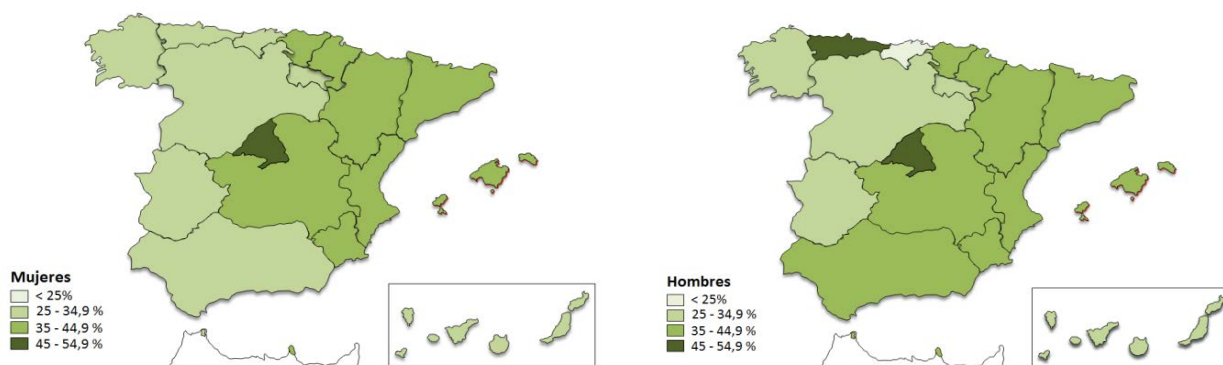 Mujeres
< 25%
25 - 34,9 %
35 - 44,9 %
45 - 54,9 %
Hombres
< 25%
25 - 34,9 %
35 - 44,9 %
45 - 54,9 %